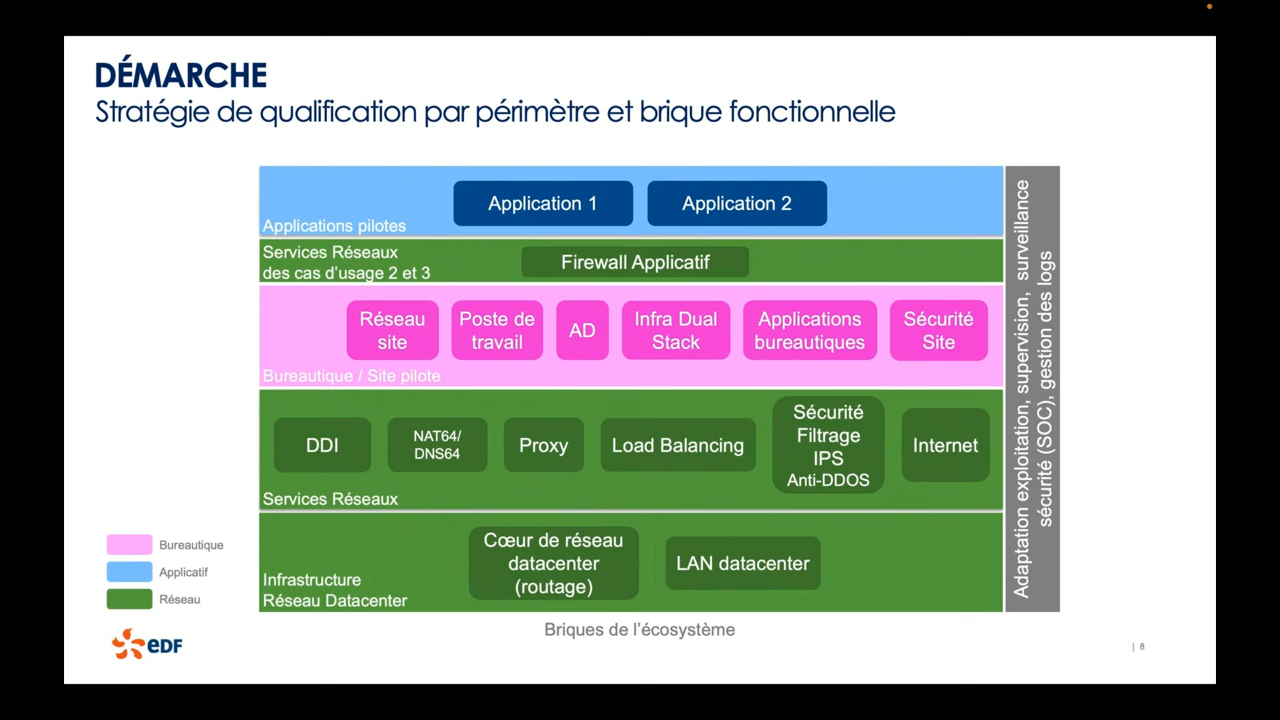 DÉMARCHE
Stratégie de qualification par périmètre et brique fonctionnelle
Application 1
Application 2
Applications pilotes
Services Réseaux
des cas d'usage 2 et 3
Firewall Applicatif
Réseau
site
Poste de
travail
AD
Infra Dual
Stack
Applications
bureautiques
Sécurité
Site
Bureautique / Site pilote
DDI
NAT64/
DNS64
Proxy
Load Balancing
Sécurité
Filtrage
IPS
Anti-DDOS
Internet
Services Réseaux
Cœur de réseau
datacenter
(routage)
LAN datacenter
Infrastructure
Réseau Datacenter
Adaptation exploitation, supervision, surveillance
sécurité (SOC), gestion des logs
Bureautique
Applicatif
Réseau
Briques de l'écosystème
eDF
| 8